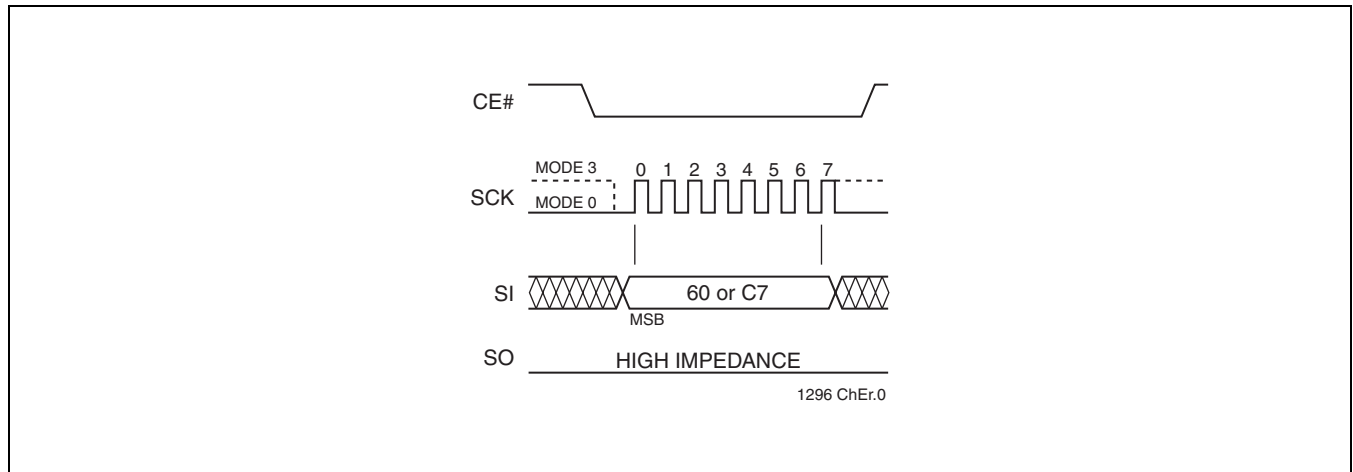 CE#
MODE 3 0 1 2 3 4 5 6 7
SCK MODE 0
SI 60 or C7
MSB
SO HIGH IMPEDANCE
1296 ChEr.0